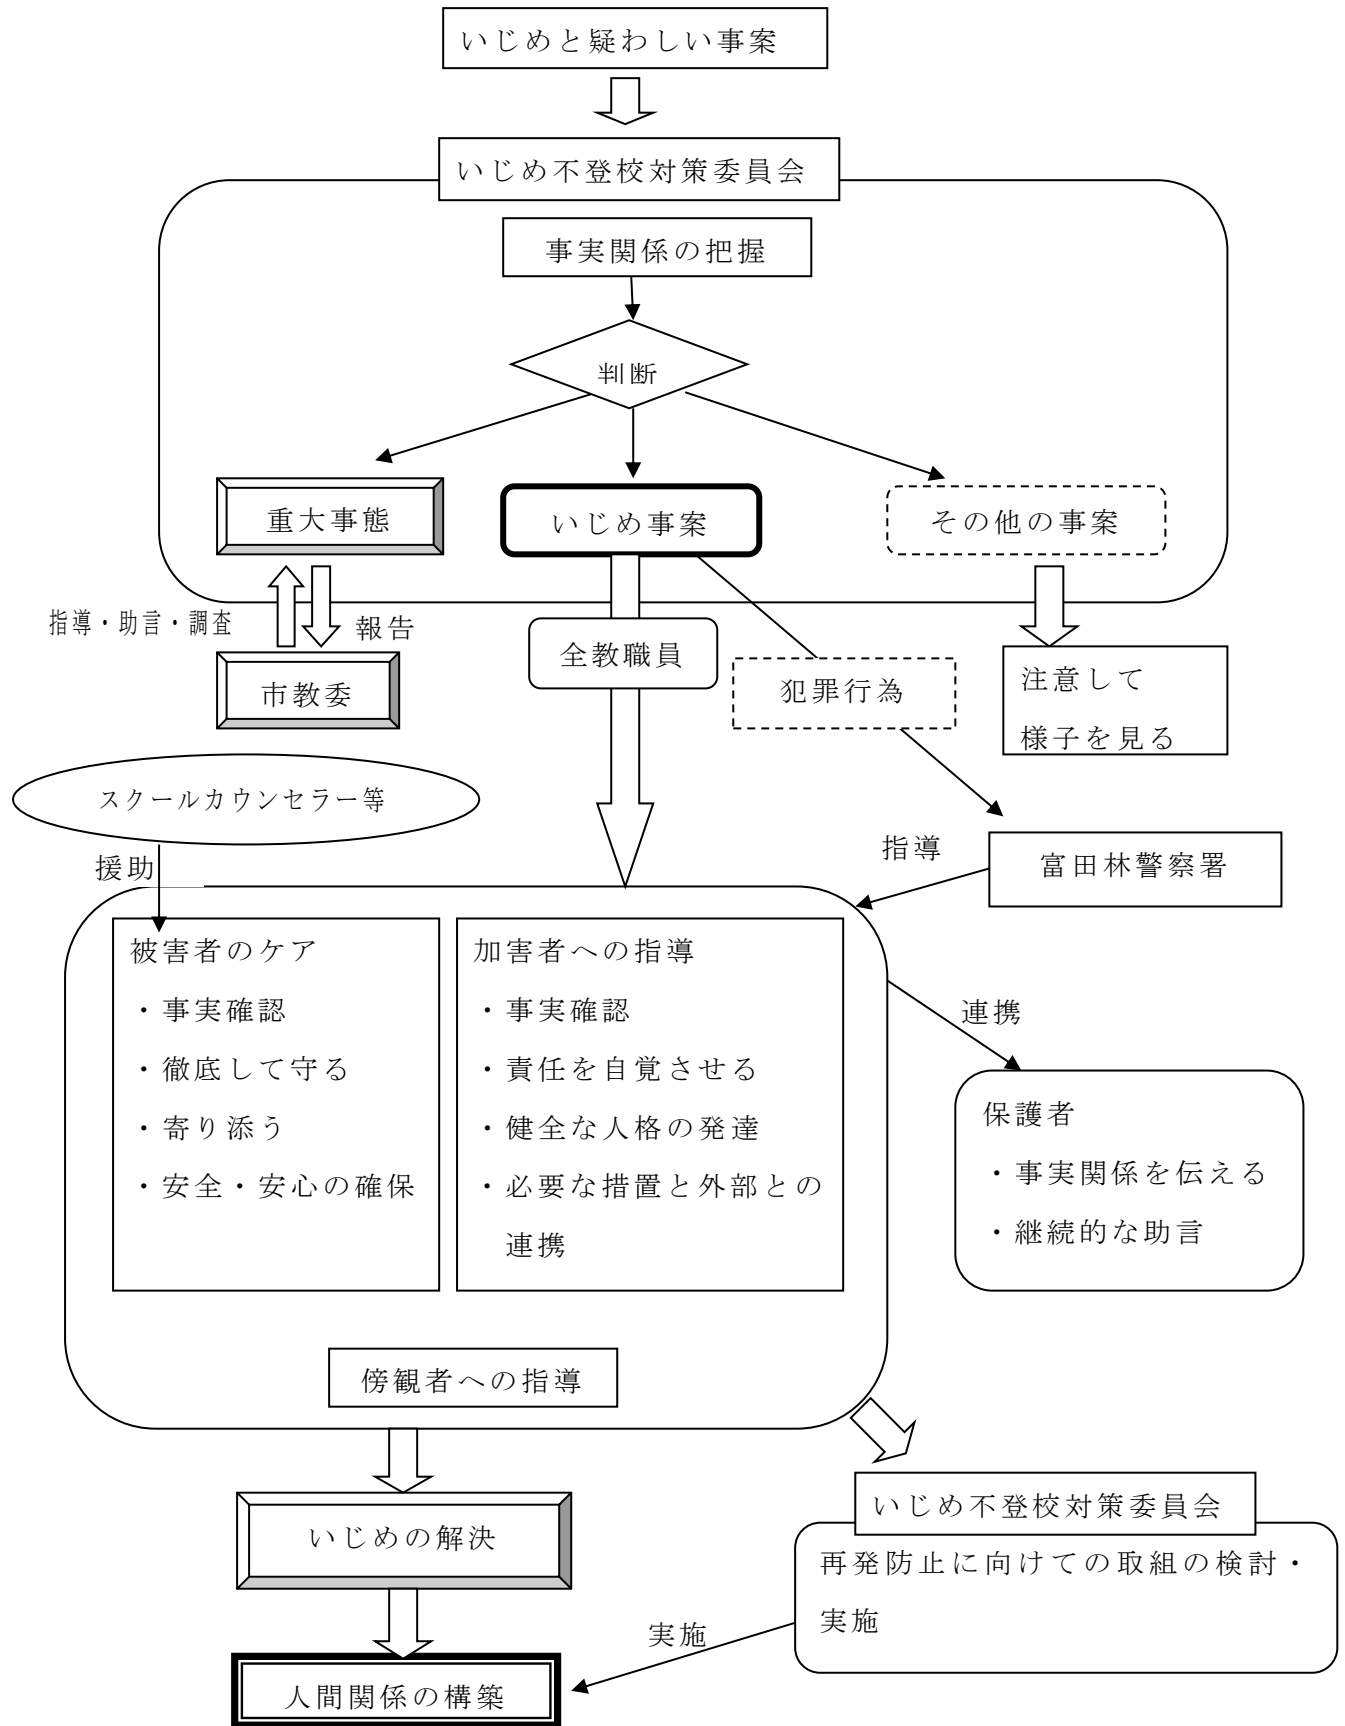 いじめと疑わしい事案
いじめ不登校対策委員会
事実関係の把握
判断
重大事態
いじめ事案
その他の事案
指導・助言・調査
報告
市教委
全教職員
犯罪行為
注意して
様子を見る
スクールカウンセラー等
援助
指導
富田林警察署
被害者のケア
・事実確認
・徹底して守る
・寄り添う
・安全・安心の確保
加害者への指導
・事実確認
・責任を自覚させる
・健全な人格の発達
・必要な措置と外部との
連携
連携
保護者
・事実関係を伝える
・継続的な助言
傍観者への指導
いじめの解決
いじめ不登校対策委員会
再発防止に向けての取組の検討・
実施
実施
人間関係の構築